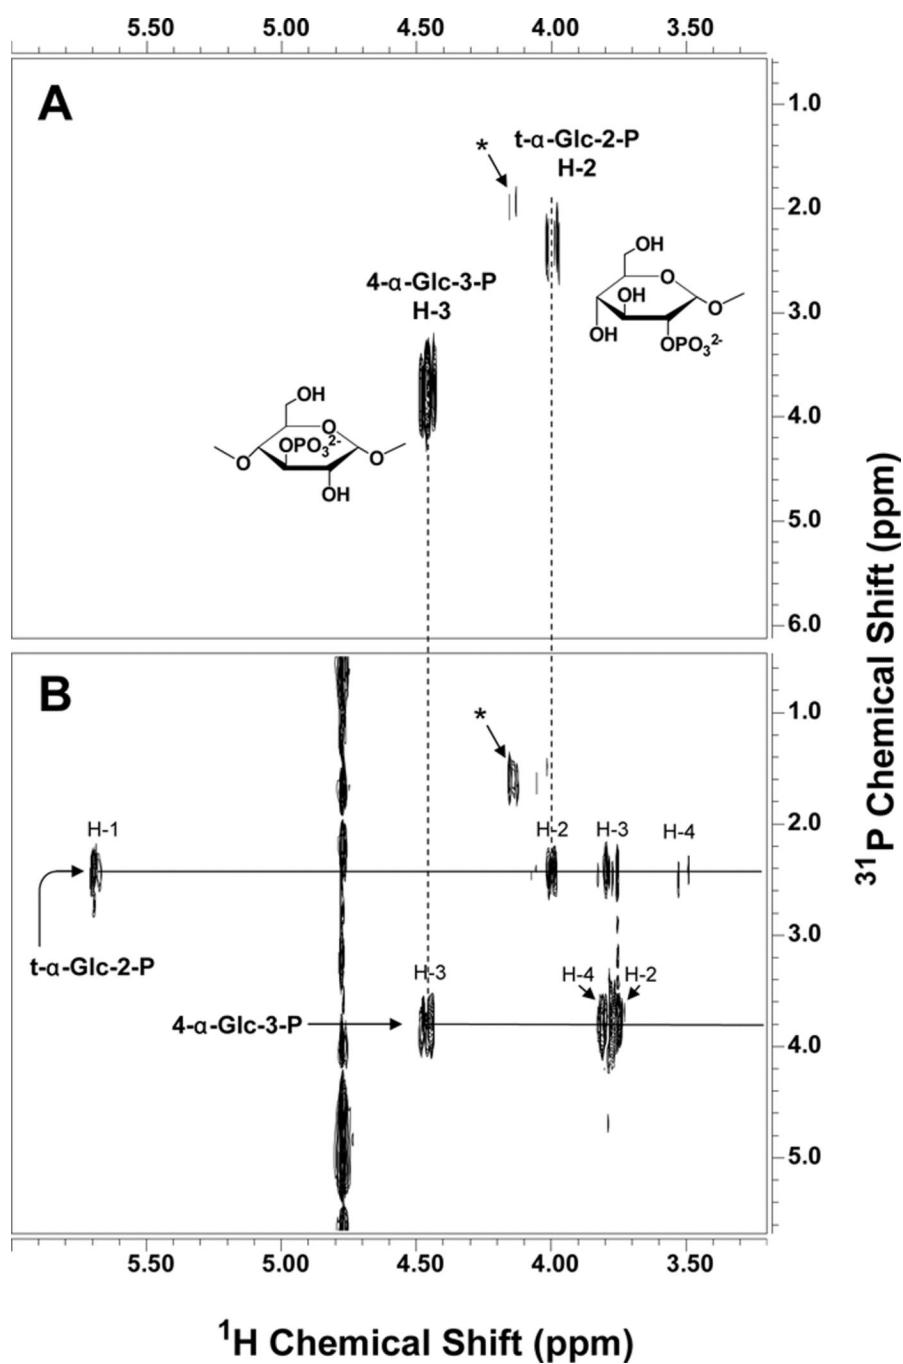 5.50 5.00 4.50 4.00 3.50
A
1.0
*
t-α-Glc-2-P
H-2
2.0
OH
O
OH
O
OH
OPO₃²⁻
4-α-Glc-3-P
H-3
3.0
OH
O
OPO₃²⁻
O
O
OH
4.0
5.0
6.0
³¹P Chemical Shift (ppm)
B
1.0
*
2.0
H-1 H-2 H-3 H-4
t-α-Glc-2-P
3.0
H-3 H-4 H-2
4-α-Glc-3-P
4.0
5.0
5.50 5.00 4.50 4.00 3.50
¹H Chemical Shift (ppm)